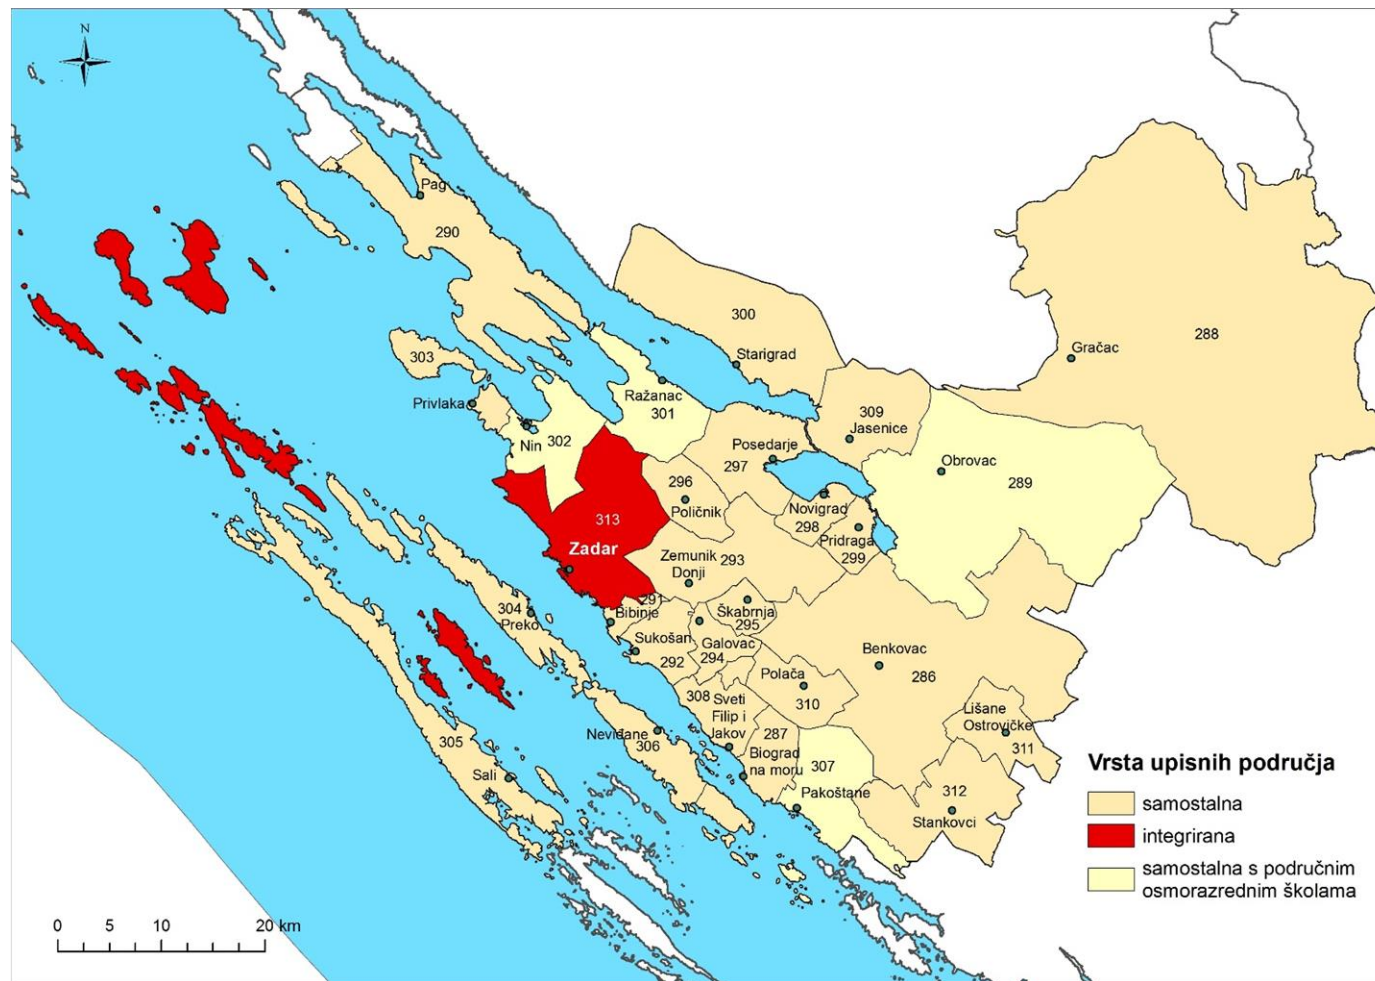 N
Pag
290
300
288
Starigrad
Gračac
303
Ražanac
301
Privlaka
309
Jasenice
Nin
302
Posedarje
297
Obrovac
289
296
Poličnik
Novigrad
298
313
Pridraga
299
Zadar
Zemunik
Donji
293
291
Bibinje
Škabrnja
295
304
Preko
Sukošan
292
Galovac
294
Benkovac
286
Polača
310
308
Sveti
Filip i
Jakov
Lišane
Ostrovičke
311
305
Neviđane
306
287
Biograd
na moru
307
Sali
Pakoštane
312
Stankovci
Vrsta upisnih područja
samostalna
integrirana
samostalna s područnim
osmorazrednim školama
0 5 10 20 km